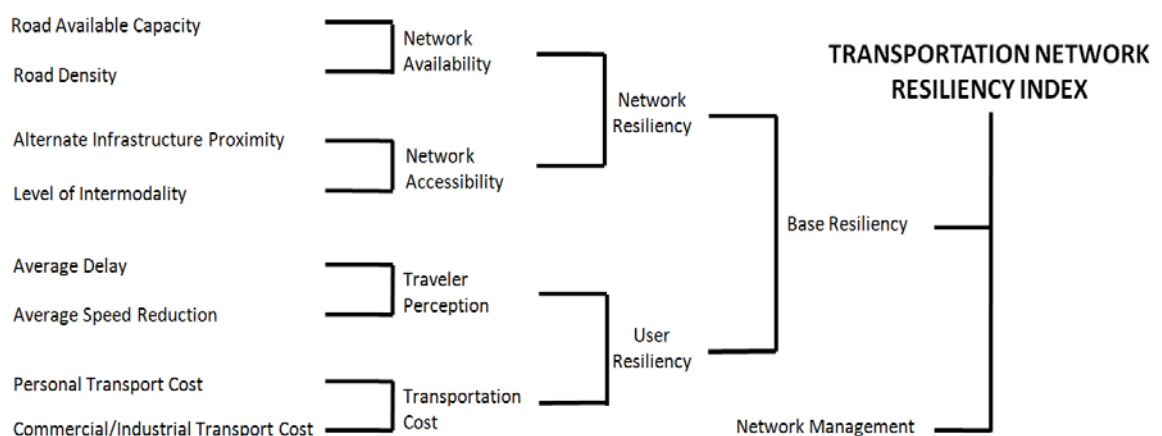 Road Available Capacity
Road Density
Alternate Infrastructure Proximity
Level of Intermodality
Average Delay
Average Speed Reduction
Personal Transport Cost
Commercial/Industrial Transport Cost
Network
Availability
Network
Accessibility
Traveler
Perception
Transportation
Cost
Network
Resiliency
User
Resiliency
Base Resiliency
Network Management
TRANSPORTATION NETWORK
RESILIENCY INDEX